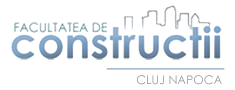 FACULTATEA DE
constructii
CLUJ NAPOCA